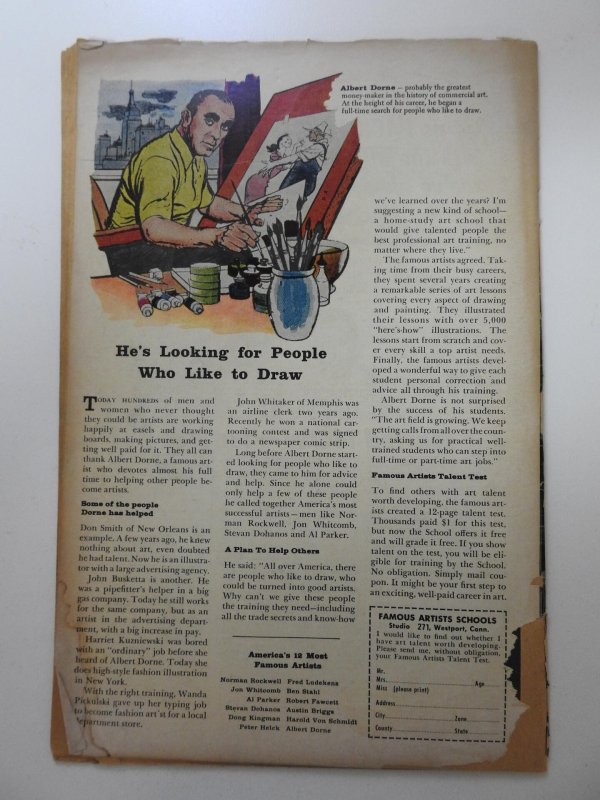 Albert Dorne — probably the greatest
money-maker in the history of commercial art.
At the height of his career, he began a
full-time search for people who like to draw.
He's Looking for People
Who Like to Draw
TODAY HUNDREDS of men and
women who never thought
they could be artists are working
happily at easels and drawing
boards, making pictures, and get-
ting well paid for it. They all can
thank Albert Dorne, a famous art-
ist who devotes almost his full
time to helping other people be-
come artists.
Some of the people
Dorne has helped
Don Smith of New Orleans is an
example. A few years ago, he knew
nothing about art, even doubted
he had talent. Now he is an illustra-
tor with a large advertising agency.
John Busketta is another. He
was a pipefitter's helper in a big
gas company. Today he still works
for the same company, but as an
artist in the advertising depart-
ment, with a big increase in pay.
Harriet Kuzniewski was bored
with an "ordinary" job before she
heard of Albert Dorne. Today she
does high-style fashion illustration
in New York.
With the right training, Wanda
Pickulski gave up her typing job
to become fashion art st for a local
department store.
John Whitaker of Memphis was
an airline clerk two years ago.
Recently he won a national car-
tooning contest and was signed
to do a newspaper comic strip.
Long before Albert Dorne start-
ed looking for people who like to
draw, they came to him for advice
and help. Since he alone could
only help a few of these people
he called together America's most
successful artists—men like Nor-
man Rockwell, Jon Whitcomb,
Stevan Dohanos and Al Parker.
A Plan To Help Others
He said: "All over America, there
are people who like to draw, who
could be turned into good artists.
Why can't we give these people
the training they need—including
all the trade secrets and know-how
America's 12 Most
Famous Artists
Norman Rockwell Fred Ludekens
Jon Whitcomb Ben Stahl
Al Parker Robert Fawcett
Stevan Dohanos Austin Briggs
Dong Kingman Harold Von Schmidt
Peter Helck Albert Dorne
we've learned over the years? I'm
suggesting a new kind of school—
a home-study art school that
would give talented people the
best professional art training, no
matter where they live."
The famous artists agreed. Tak-
ing time from their busy careers,
they spent several years creating
a remarkable series of art lessons
covering every aspect of drawing
and painting. They illustrated
their lessons with over 5,000
"here's-how" illustrations. The
lessons start from scratch and cov-
er every skill a top artist needs.
Finally, the famous artists devel-
oped a wonderful way to give each
student personal correction and
advice all through his training.
Albert Dorne is not surprised
by the success of his students.
"The art field is growing. We keep
getting calls from all over the coun-
try, asking us for practical well-
trained students who can step into
full-time or part-time art jobs."
Famous Artists Talent Test
To find others with art talent
worth developing, the famous art-
ists created a 12-page talent test.
Thousands paid $1 for this test,
but now the School offers it free
and will grade it free. If you show
talent on the test, you will be eli-
gible for training by the School.
No obligation. Simply mail cou-
pon. It might be your first step to
an exciting, well-paid career in art.
FAMOUS ARTISTS SCHOOLS
Studio 271, Westport, Conn.
I would like to find out whether I
have art talent worth developing.
Please send me, without obligation,
your Famous Artists Talent Test.
Mr.
Mrs. Age
Miss (please print)
Address
City Zone
County State